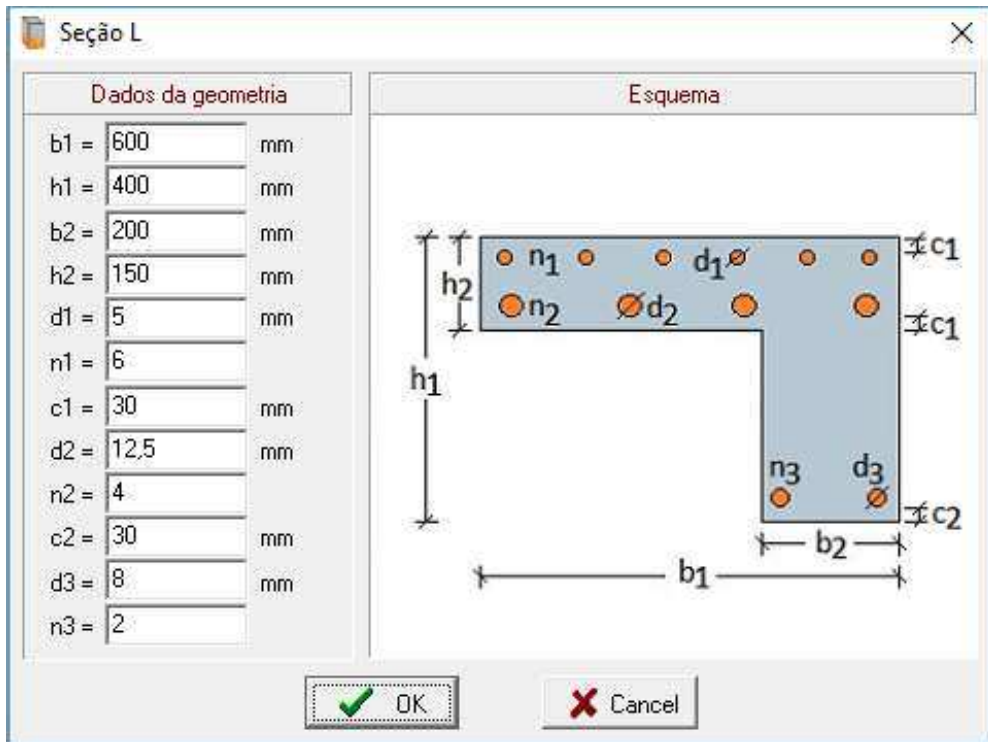 Seção L
Dados da geometria
b1 = 600 mm
h1 = 400 mm
b2 = 200 mm
h2 = 150 mm
d1 = 5 mm
n1 = 6
c1 = 30 mm
d2 = 12,5 mm
n2 = 4
c2 = 30 mm
d3 = 8 mm
n3 = 2
Esquema
n1 d1 c1
h2
n2 d2 c1
h1
n3 d3
c2
b2
b1
OK Cancel